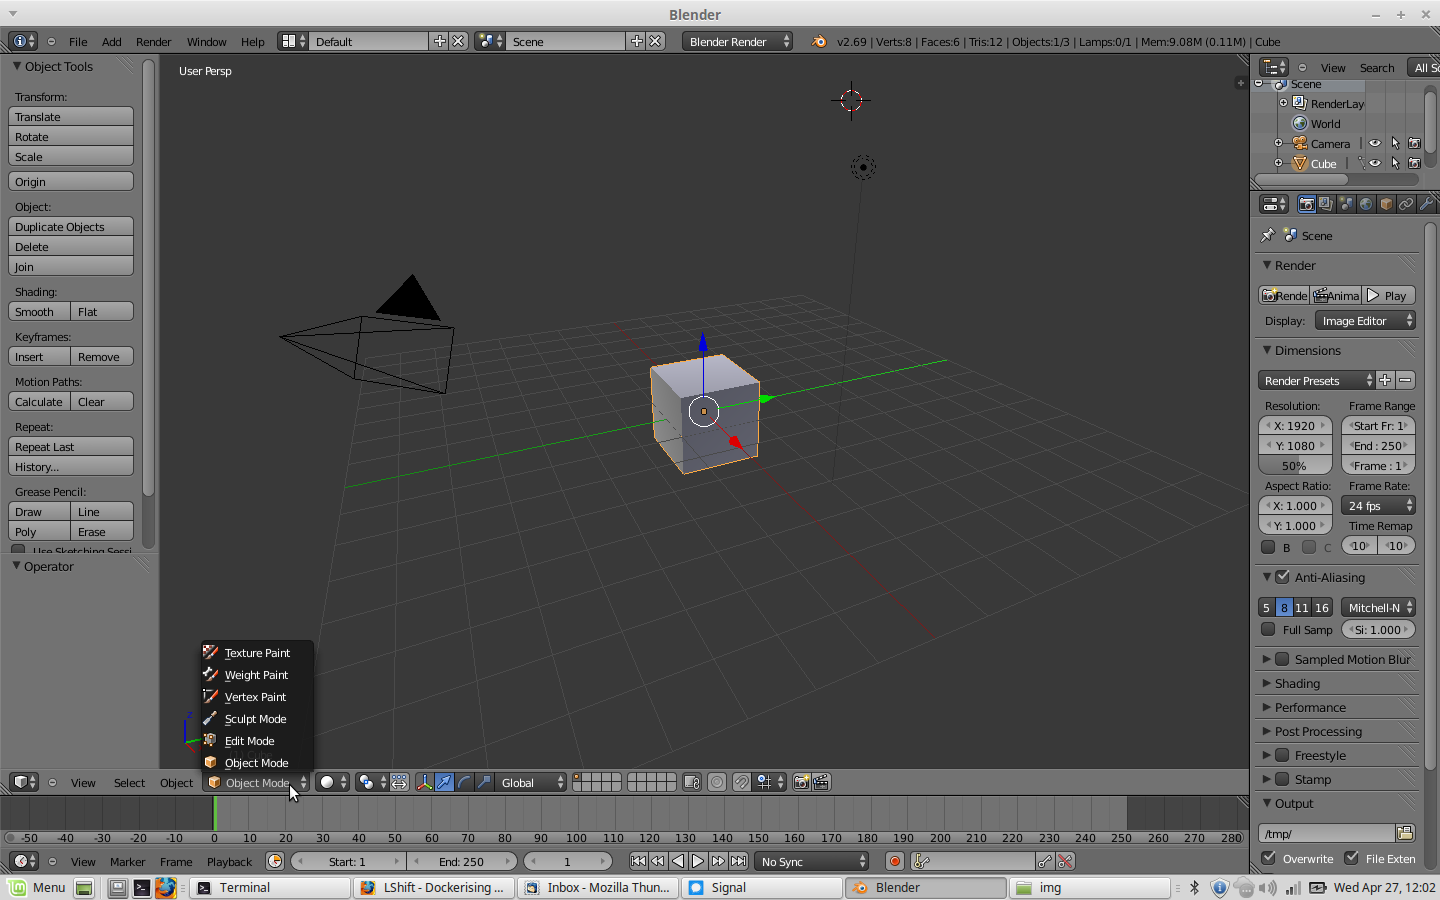 Blender
File Add Render Window Help Default Scene Blender Render v2.69 | Verts:8 | Faces:6 | Tris:12 | Objects:1/3 | Lamps:0/1 | Mem:9.08M (0.11M) | Cube
Object Tools
Transform:
Translate
Rotate
Scale
Origin
Object:
Duplicate Objects
Delete
Join
Shading:
Smooth Flat
Keyframes:
Insert Remove
Motion Paths:
Calculate Clear
Repeat:
Repeat Last
History...
Grease Pencil:
Draw Line
Poly Erase
Use Sketching Sessi
Operator
User Persp
Texture Paint
Weight Paint
Vertex Paint
Sculpt Mode
Edit Mode
Object Mode
View Select Object Object Mode Global
View Search All Sc
Scene
RenderLay
World
Camera
Cube
Scene
Render
Rende Anima Play
Display: Image Editor
Dimensions
Render Presets
Resolution: Frame Range
X: 1920 Start Fr: 1
Y: 1080 End : 250
50% Frame : 1
Aspect Ratio: Frame Rate:
X: 1.000 24 fps
Y: 1.000 Time Remap
B C 10 10
Anti-Aliasing
5 8 11 16 Mitchell-N
Full Samp Si: 1.000
Sampled Motion Blur
Shading
Performance
Post Processing
Freestyle
Stamp
Output
/tmp/
Overwrite File Exten
-50 -40 -30 -20 -10 0 10 20 30 40 50 60 70 80 90 100 110 120 130 140 150 160 170 180 190 200 210 220 230 240 250 260 270 280
View Marker Frame Playback Start: 1 End: 250 1 No Sync
Menu Terminal LShift - Dockerising ... Inbox - Mozilla Thun... Signal Blender img Wed Apr 27, 12:02